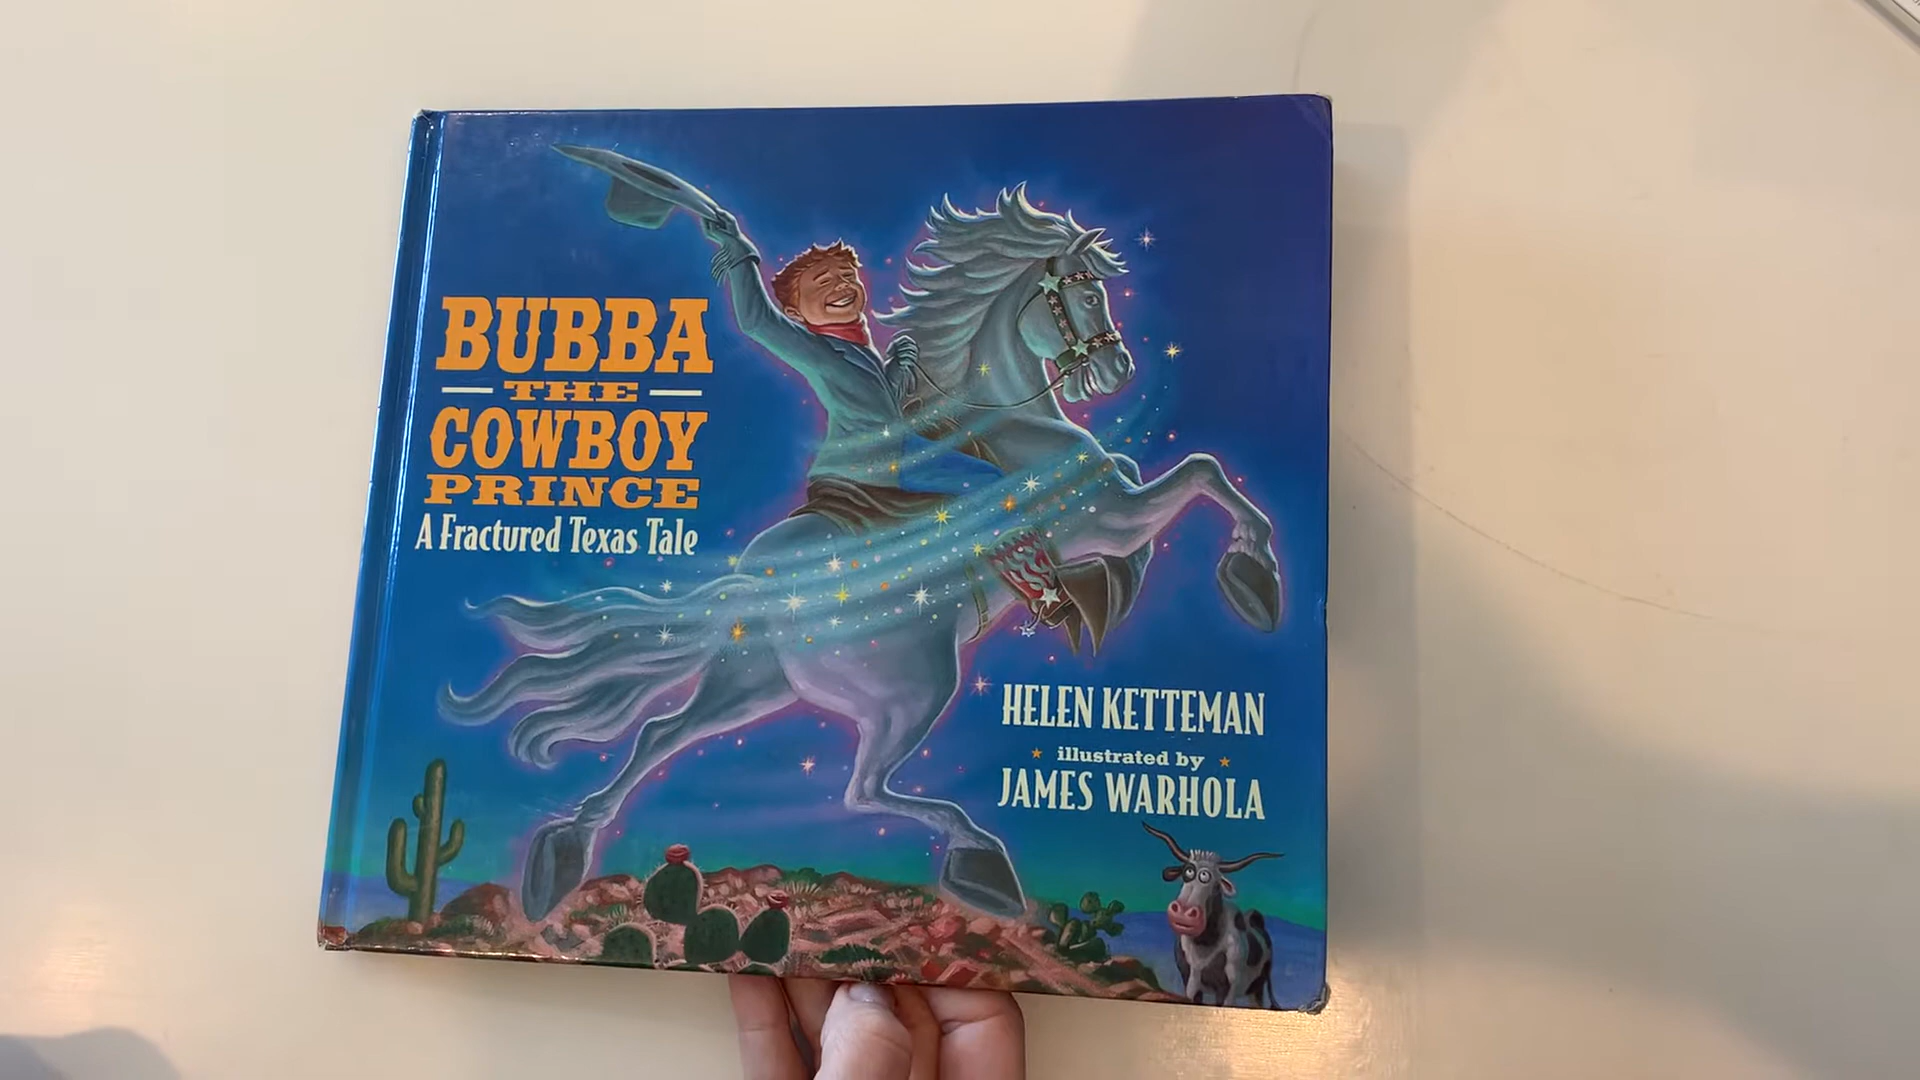 BUBBA
THE
COWBOY
PRINCE
A Fractured Texas Tale
HELEN KETTEMAN
illustrated by
JAMES WARHOLA